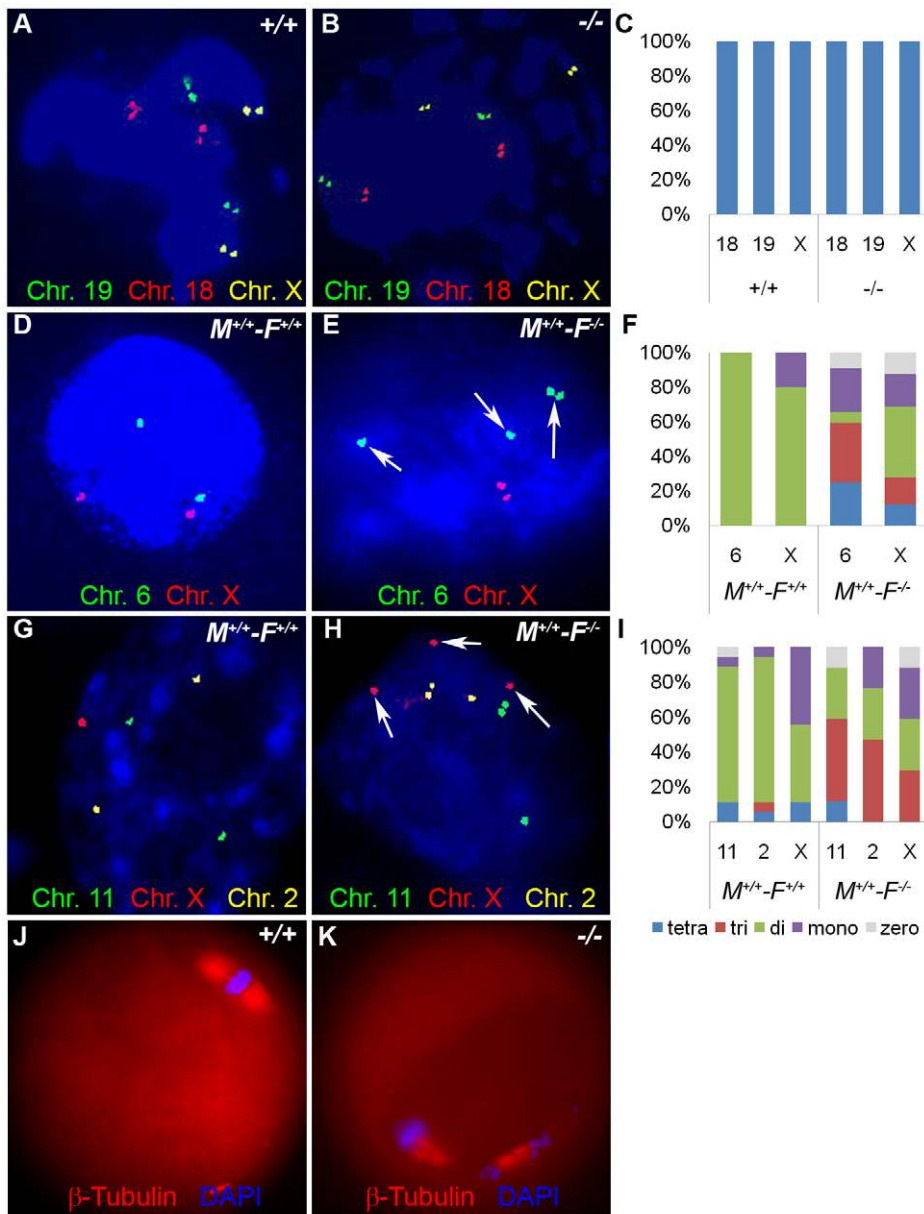 A +/+
Chr. 19 Chr. 18 Chr. X
B -/-
Chr. 19 Chr. 18 Chr. X
C
100%
80%
60%
40%
20%
0%
18 19 X 18 19 X
+/+ -/-
D M+/+-F+/+
Chr. 6 Chr. X
E M+/+-F-/-
Chr. 6 Chr. X
F
100%
80%
60%
40%
20%
0%
6 X 6 X
M+/+-F+/+ M+/+-F-/-
G M+/+-F+/+
Chr. 11 Chr. X Chr. 2
H M+/+-F-/-
Chr. 11 Chr. X Chr. 2
I
100%
80%
60%
40%
20%
0%
11 2 X 11 2 X
M+/+-F+/+ M+/+-F-/-
tetra tri di mono zero
J +/+
β-Tubulin DAPI
K -/-
β-Tubulin DAPI